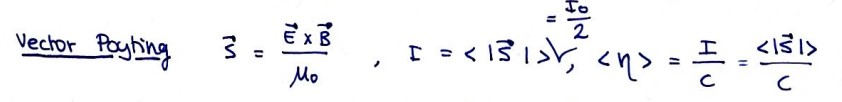 Vector Poyting S⃗ = E⃗ x B⃗ / μ₀ , I = <|S⃗|> = I₀/2 , <η> = I/C = <|S⃗|>/C